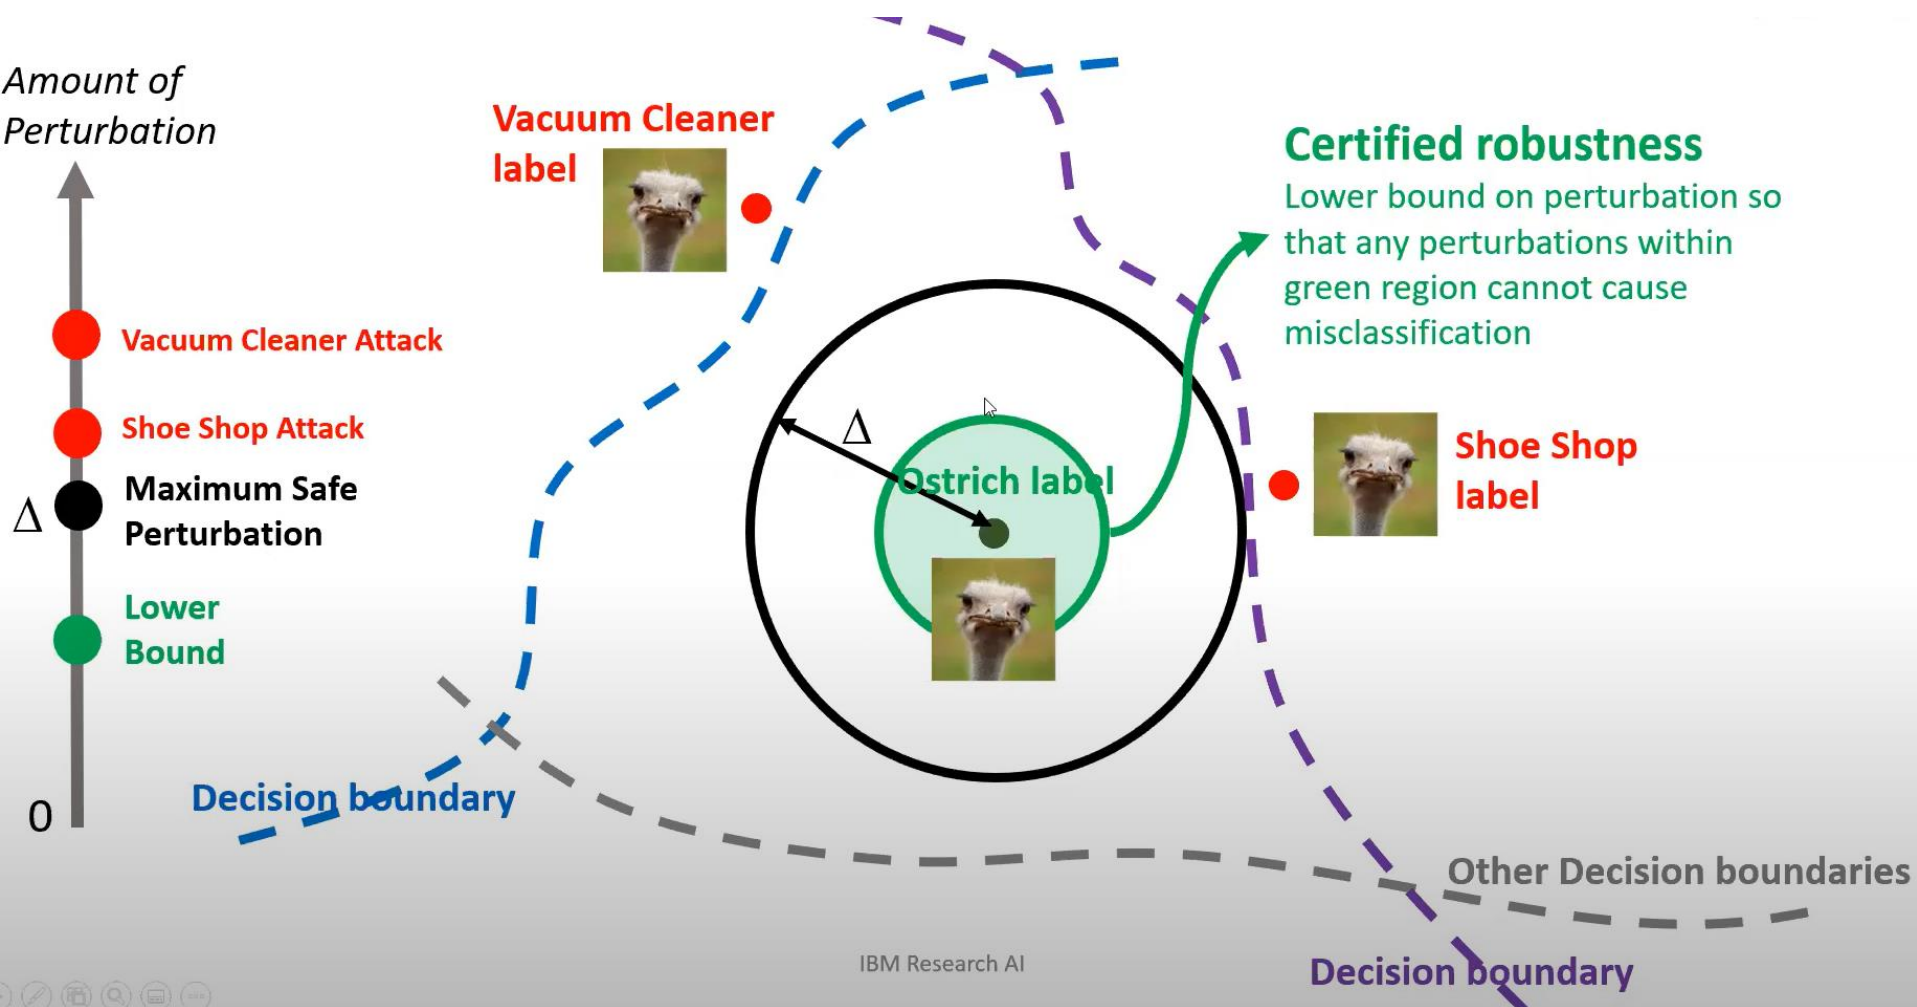 Amount of
Perturbation
Vacuum Cleaner Attack
Shoe Shop Attack
Δ
Maximum Safe
Perturbation
Lower
Bound
0
Vacuum Cleaner
label
Δ
Ostrich label
Certified robustness
Lower bound on perturbation so
that any perturbations within
green region cannot cause
misclassification
Shoe Shop
label
Decision boundary
Other Decision boundaries
Decision boundary
IBM Research AI